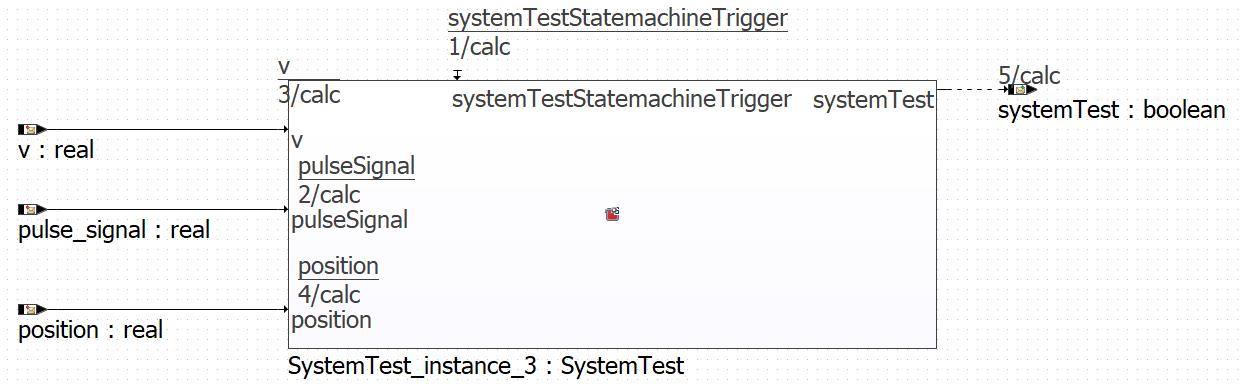 systemTestStatemachineTrigger
1/calc
v
3/calc
systemTestStatemachineTrigger
systemTest
5/calc
systemTest : boolean
v : real
v
pulseSignal
2/calc
pulseSignal
pulse_signal : real
position
4/calc
position
position : real
SystemTest_instance_3 : SystemTest